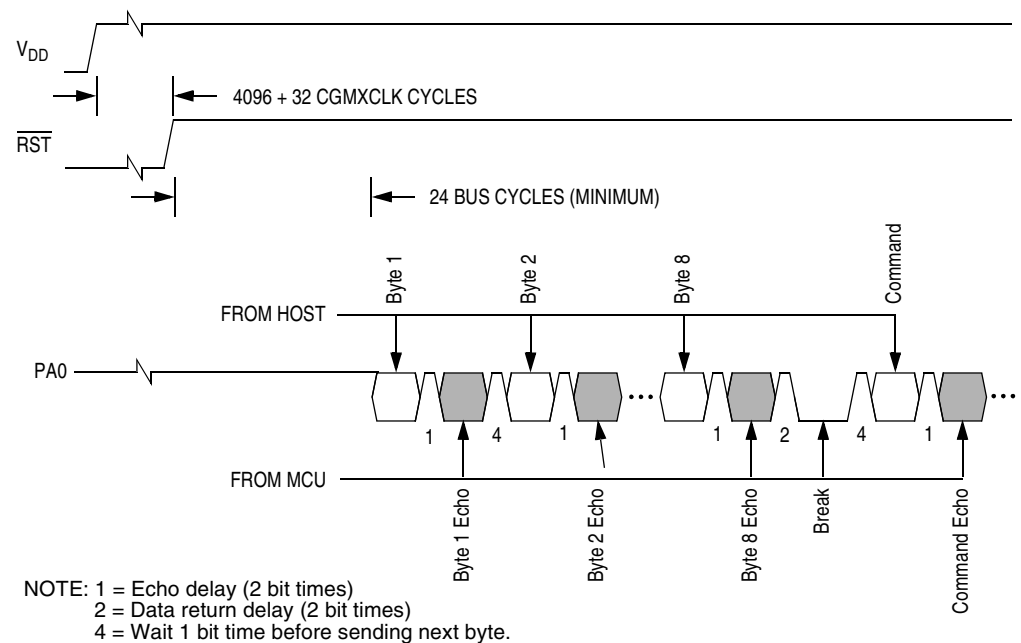 VDD
4096 + 32 CGMXCLK CYCLES
RST
24 BUS CYCLES (MINIMUM)
Byte 1
Byte 2
Byte 8
Command
FROM HOST
PA0
1
4
1
1
2
4
1
FROM MCU
Byte 1 Echo
Byte 2 Echo
Byte 8 Echo
Break
Command Echo
NOTE: 1 = Echo delay (2 bit times)
2 = Data return delay (2 bit times)
4 = Wait 1 bit time before sending next byte.